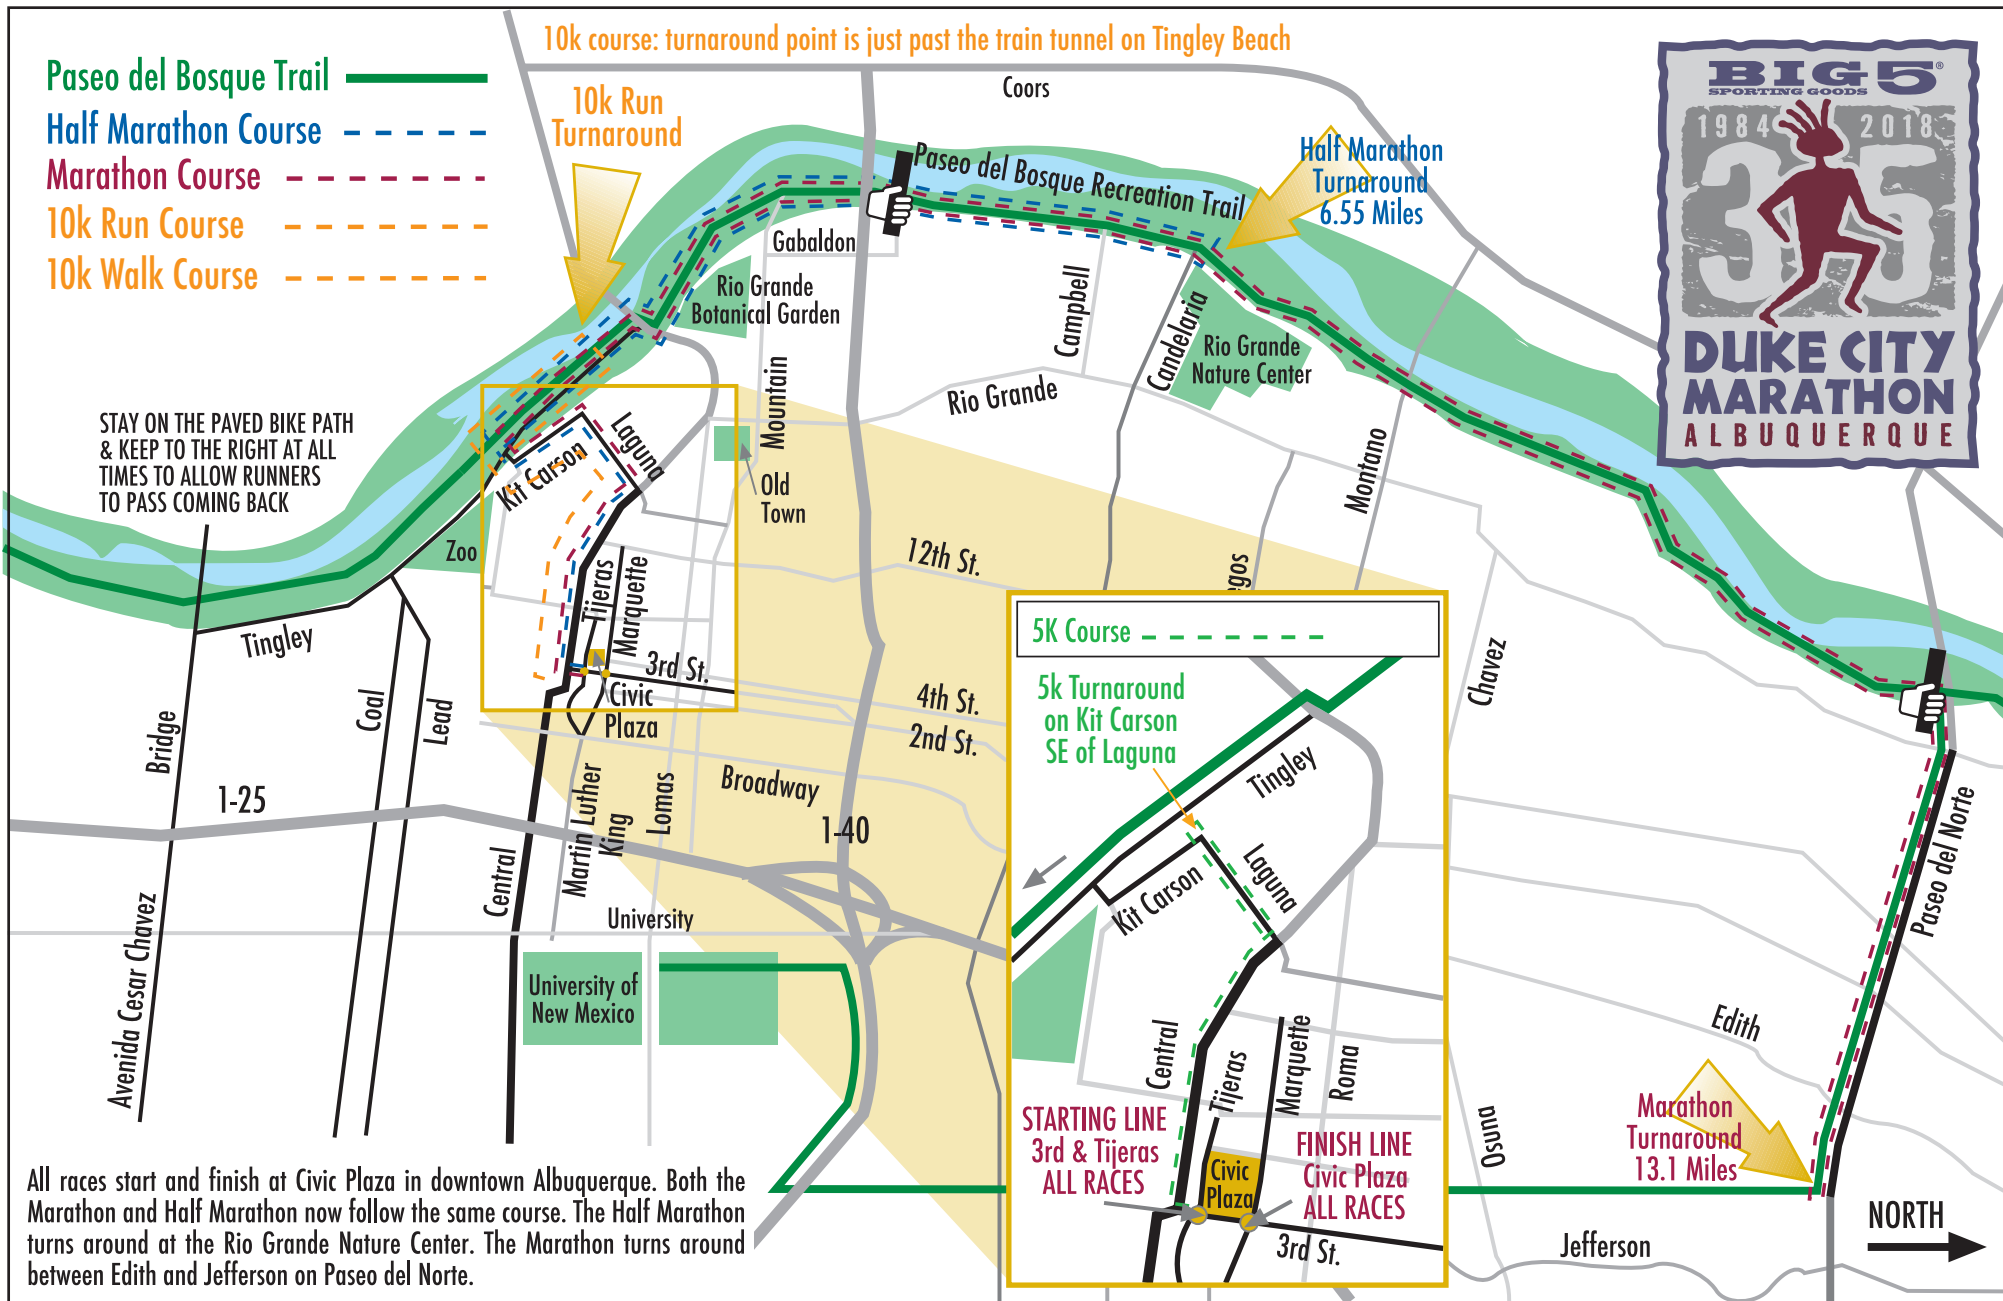 10k course: turnaround point is just past the train tunnel on Tingley Beach
Paseo del Bosque Trail
Half Marathon Course
Marathon Course
10k Run Course
10k Walk Course
10k Run
Turnaround
Coors
Paseo del Bosque Recreation Trail
Half Marathon
Turnaround
6.55 Miles
BIG 5®
SPORTING GOODS
1984 2018
35
DUKE CITY
MARATHON
ALBUQUERQUE
Gabaldon
Rio Grande
Botanical Garden
Campbell
Candelaria
Rio Grande
Nature Center
Rio Grande
Mountain
Montano
STAY ON THE PAVED BIKE PATH
& KEEP TO THE RIGHT AT ALL
TIMES TO ALLOW RUNNERS
TO PASS COMING BACK
Laguna
Kit Carson
Old
Town
Zoo
12th St.
egos
Tijeras
Marquette
Tingley
3rd St.
Civic
Plaza
4th St.
2nd St.
Chavez
Bridge
Coal
Lead
1-25
Broadway
1-40
Martin Luther
King
Lomas
Central
University
University of
New Mexico
Avenida Cesar Chavez
5K Course
5k Turnaround
on Kit Carson
SE of Laguna
Tingley
Laguna
Kit Carson
Central
Tijeras
Marquette
Roma
STARTING LINE
3rd & Tijeras
ALL RACES
Civic
Plaza
FINISH LINE
Civic Plaza
ALL RACES
3rd St.
Paseo del Norte
Edith
Osuna
Marathon
Turnaround
13.1 Miles
Jefferson
NORTH
All races start and finish at Civic Plaza in downtown Albuquerque. Both the
Marathon and Half Marathon now follow the same course. The Half Marathon
turns around at the Rio Grande Nature Center. The Marathon turns around
between Edith and Jefferson on Paseo del Norte.